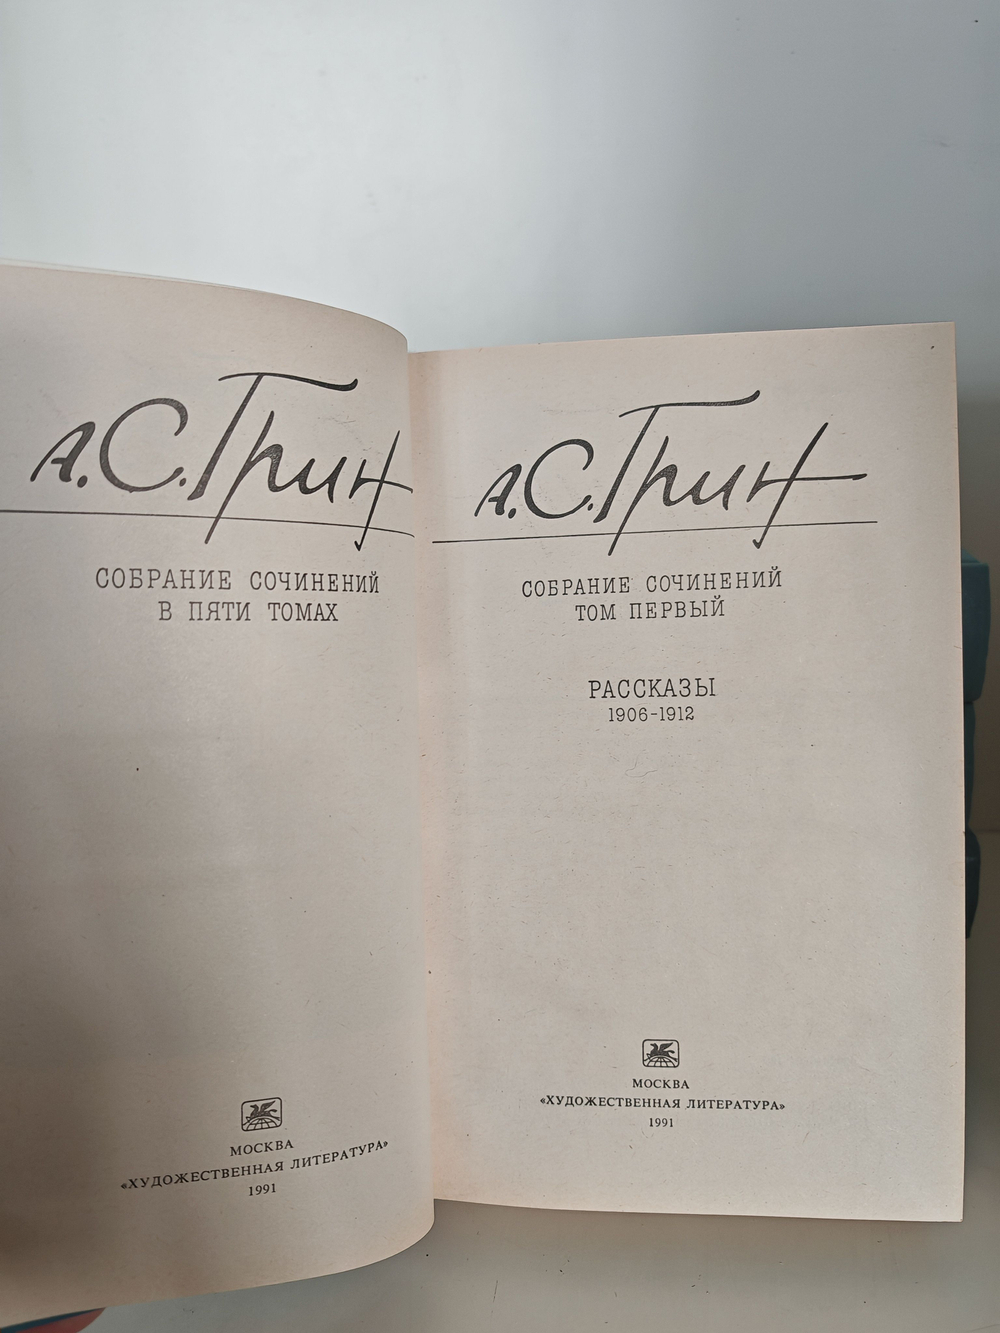 А.С.Грин
СОБРАНИЕ СОЧИНЕНИЙ
В ПЯТИ ТОМАХ
МОСКВА
«ХУДОЖЕСТВЕННАЯ ЛИТЕРАТУРА»
1991
А.С.Грин
СОБРАНИЕ СОЧИНЕНИЙ
ТОМ ПЕРВЫЙ
РАССКАЗЫ
1906-1912
МОСКВА
«ХУДОЖЕСТВЕННАЯ ЛИТЕРАТУРА»
1991